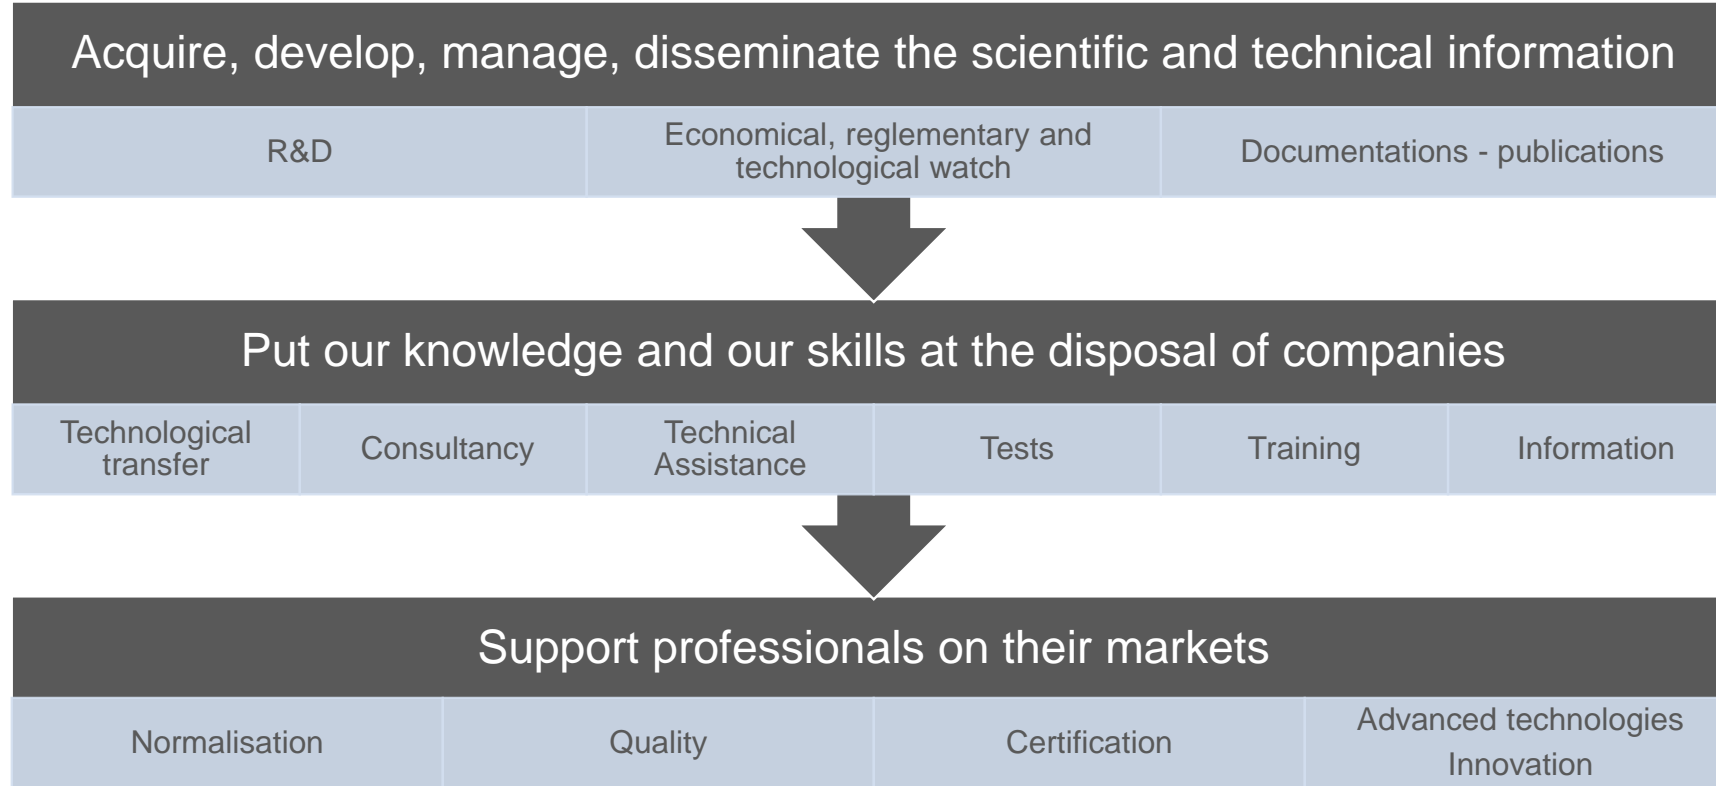 Acquire, develop, manage, disseminate the scientific and technical information
R&D
Economical, reglementary and
technological watch
Documentations - publications
Put our knowledge and our skills at the disposal of companies
Technological
transfer
Consultancy
Technical
Assistance
Tests
Training
Information
Support professionals on their markets
Normalisation
Quality
Certification
Advanced technologies
Innovation